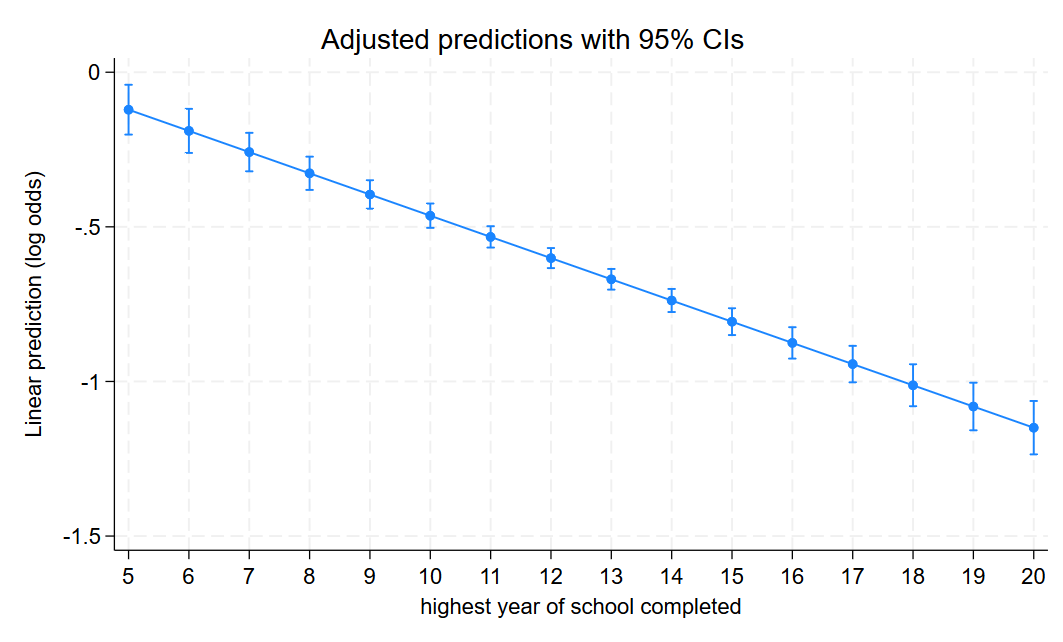 Adjusted predictions with 95% CIs
Linear prediction (log odds)
0
-.5
-1
-1.5
5 6 7 8 9 10 11 12 13 14 15 16 17 18 19 20
highest year of school completed